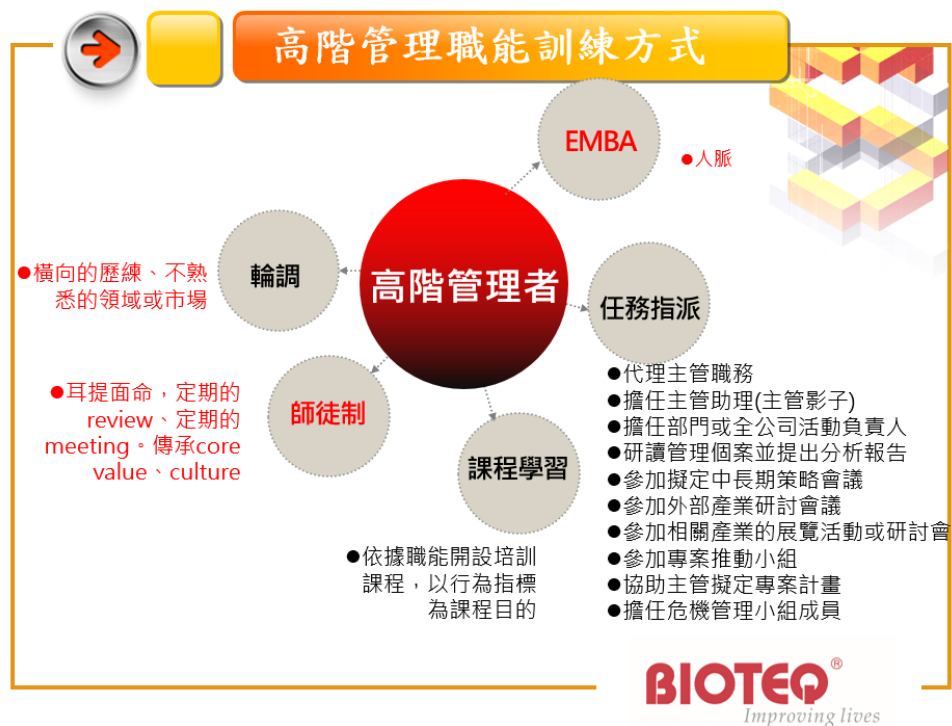 高階管理職能訓練方式
EMBA
●人脈
高階管理者
輪調
●橫向的歷練、不熟
悉的領域或市場
任務指派
●代理主管職務
●擔任主管助理(主管影子)
●擔任部門或全公司活動負責人
●研讀管理個案並提出分析報告
●參加擬定中長期策略會議
●參加外部產業研討會議
●參加相關產業的展覽活動或研討會
●參加專案推動小組
●協助主管擬定專案計畫
●擔任危機管理小組成員
師徒制
●耳提面命，定期的
review、定期的
meeting。傳承core
value、culture
課程學習
●依據職能開設培訓
課程，以行為指標
為課程目的
BIOTEQ®
Improving lives